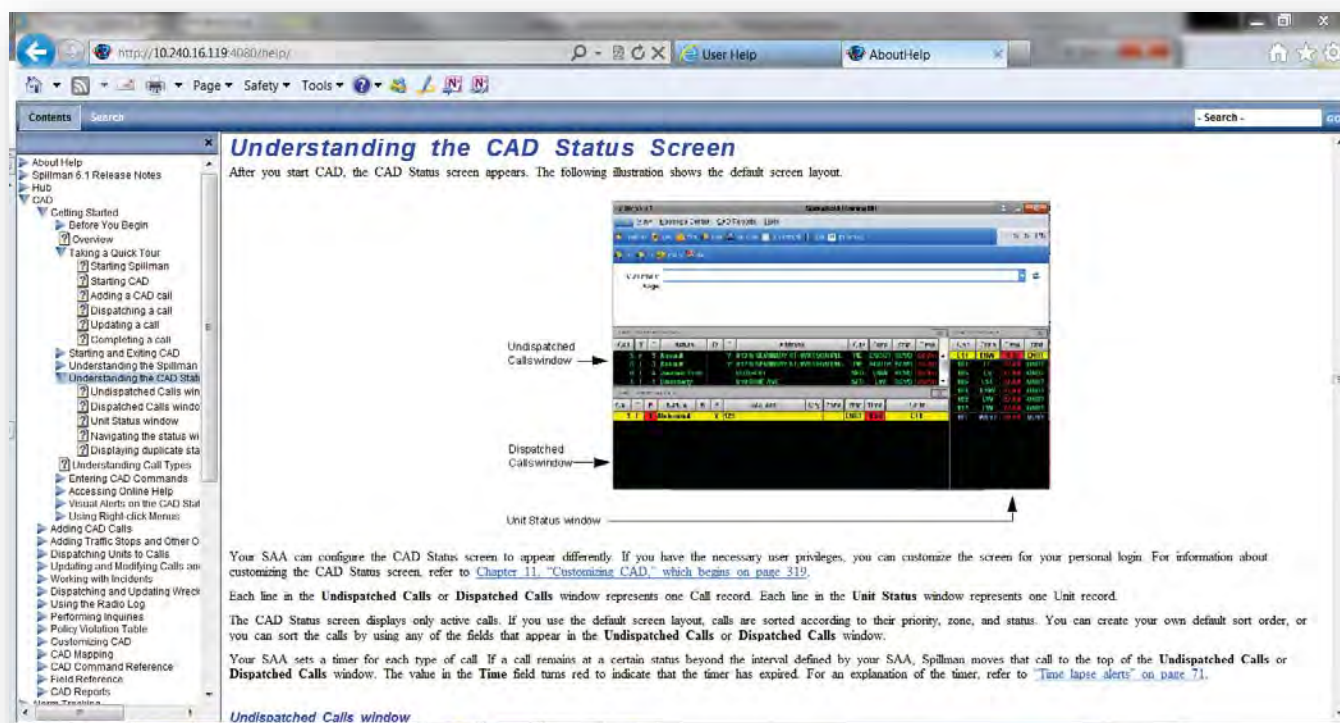 http://10.240.16.119:4080/help/
User Help
AboutHelp
Page
Safety
Tools
Contents
Search
- Search -
GO
About Help
Spillman 6.1 Release Notes
Hub
CAD
Getting Started
Before You Begin
Overview
Taking a Quick Tour
Starting Spillman
Starting CAD
Adding a CAD call
Dispatching a call
Updating a call
Completing a call
Starting and Exiting CAD
Understanding the Spillman
Understanding the CAD Stat
Undispatched Calls win
Dispatched Calls windo
Unit Status window
Navigating the status wi
Displaying duplicate sta
Understanding Call Types
Entering CAD Commands
Accessing Online Help
Visual Alerts on the CAD Stat
Using Right-click Menus
Adding CAD Calls
Adding Traffic Stops and Other O
Dispatching Units to Calls
Updating and Modifying Calls an
Working with Incidents
Dispatching and Updating Wreck
Using the Radio Log
Performing Inquiries
Policy Violation Table
Customizing CAD
CAD Mapping
CAD Command Reference
Field Reference
CAD Reports
Understanding the CAD Status Screen
After you start CAD, the CAD Status screen appears. The following illustration shows the default screen layout.
Undispatched
Calls window
Dispatched
Calls window
Unit Status window
Your SAA can configure the CAD Status screen to appear differently. If you have the necessary user privileges, you can customize the screen for your personal login. For information about
customizing the CAD Status screen, refer to Chapter 11, "Customizing CAD," which begins on page 319.
Each line in the Undispatched Calls or Dispatched Calls window represents one Call record. Each line in the Unit Status window represents one Unit record.
The CAD Status screen displays only active calls. If you use the default screen layout, calls are sorted according to their priority, zone, and status. You can create your own default sort order, or
you can sort the calls by using any of the fields that appear in the Undispatched Calls or Dispatched Calls window.
Your SAA sets a timer for each type of call. If a call remains at a certain status beyond the interval defined by your SAA, Spillman moves that call to the top of the Undispatched Calls or
Dispatched Calls window. The value in the Time field turns red to indicate that the timer has expired. For an explanation of the timer, refer to "Time lapse alerts" on page 71.
Undispatched Calls window